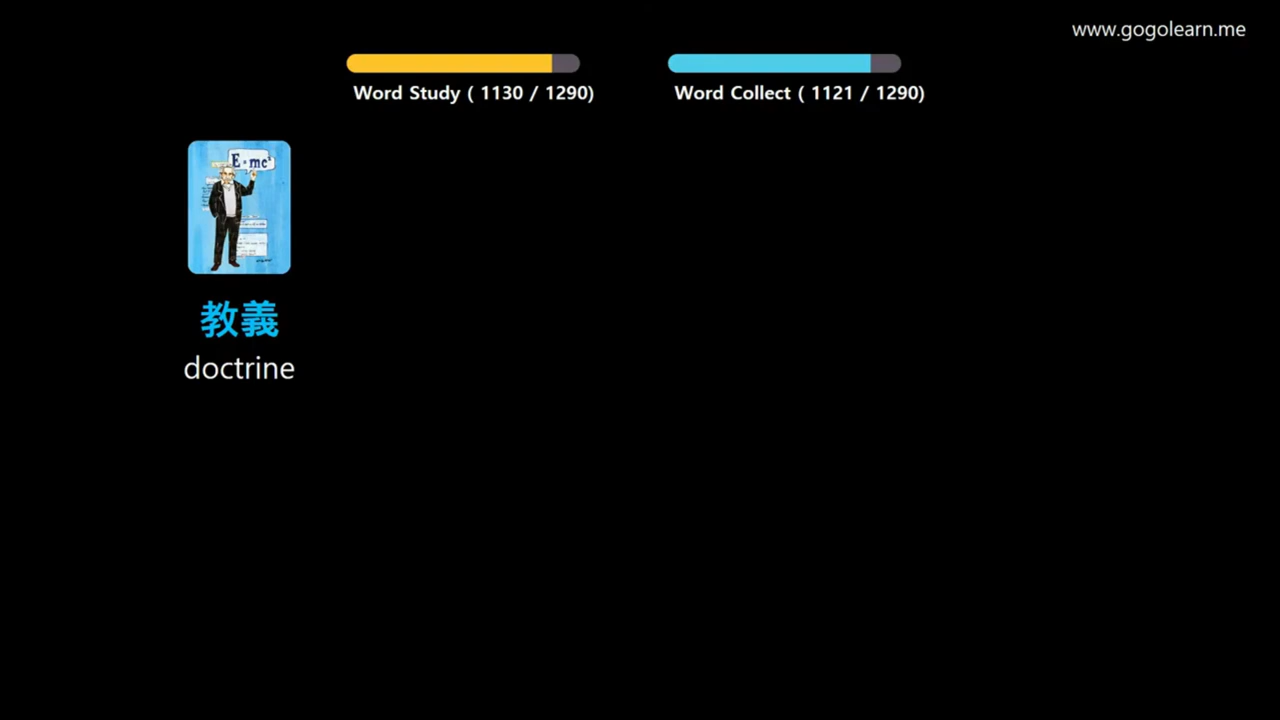 www.gogolearn.me
Word Study ( 1130 / 1290)
Word Collect ( 1121 / 1290)
E=mc²
教義
doctrine